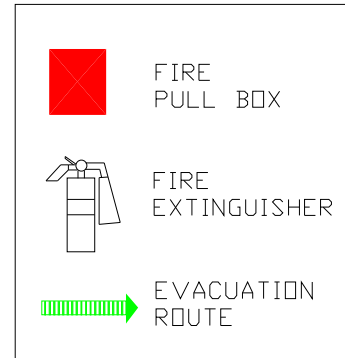 FIRE
PULL BOX
FIRE
EXTINGUISHER
EVACUATION
ROUTE